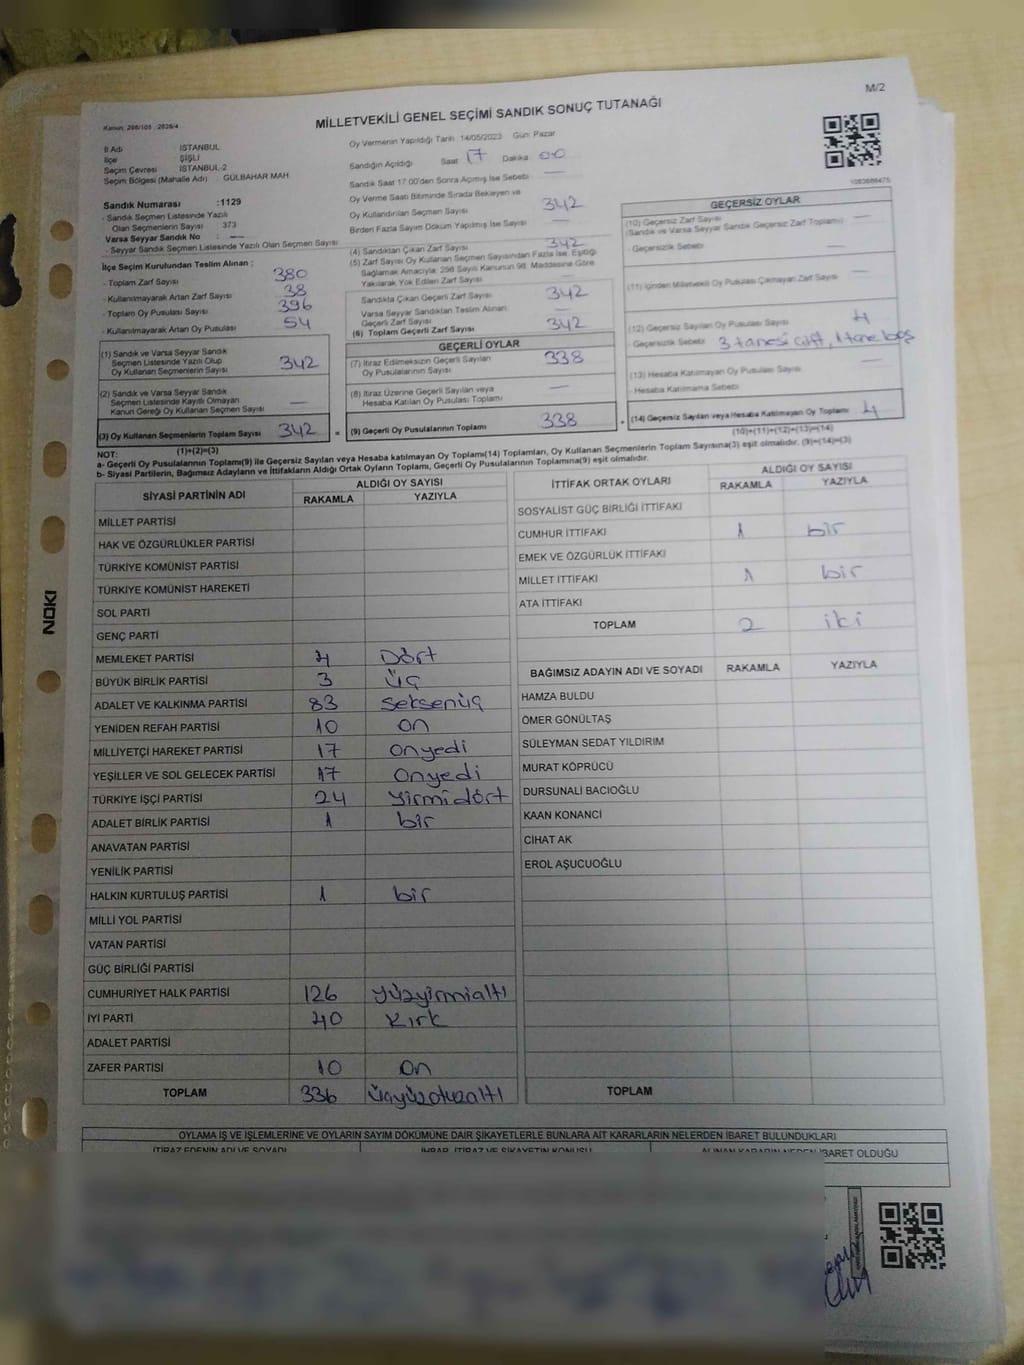 M/2
MİLLETVEKİLİ GENEL SEÇİMİ SANDIK SONUÇ TUTANAĞI
Kanun: 298/105 , 2839/4
İl Adı İSTANBUL
İlçe ŞİŞLİ
Seçim Çevresi İSTANBUL-2
Seçim Bölgesi (Mahalle Adı) : GÜLBAHAR MAH
Sandık Numarası :1129
- Sandık Seçmen Listesinde Yazılı
Olan Seçmenlerin Sayısı 373
Varsa Seyyar Sandık No : —
- Seyyar Sandık Seçmen Listesinde Yazılı Olan Seçmen Sayısı
İlçe Seçim Kurulundan Teslim Alınan ;
- Toplam Zarf Sayısı 380
- Kullanılmayarak Artan Zarf Sayısı 38
- Toplam Oy Pusulası Sayısı 396
- Kullanılmayarak Artan Oy Pusulası 54
(1) Sandık ve Varsa Seyyar Sandık
Seçmen Listesinde Yazılı Olup
Oy Kullanan Seçmenlerin Sayısı 342
(2) Sandık ve Varsa Seyyar Sandık
Seçmen Listesinde Kayıtlı Olmayan
Kanun Gereği Oy Kullanan Seçmen Sayısı —
(3) Oy Kullanan Seçmenlerin Toplam Sayısı 342 =
(1)+(2)=(3)
Oy Vermenin Yapıldığı Tarih 14/05/2023 Gün: Pazar
Sandığın Açıldığı Saat 17 Dakika 00
Sandık Saat 17:00'den Sonra Açılmış İse Sebebi —
Oy Verme Saati Bitiminde Sırada Bekleyen ve
Oy Kullandırılan Seçmen Sayısı 342
Birden Fazla Sayım Döküm Yapılmış İse Sayısı —
(4) Sandıktan Çıkan Zarf Sayısı 342
(5) Zarf Sayısı Oy Kullanan Seçmen Sayısından Fazla İse, Eşitliği
Sağlamak Amacıyla; 298 Sayılı Kanunun 98. Maddesine Göre
Yakılarak Yok Edilen Zarf Sayısı —
Sandıkta Çıkan Geçerli Zarf Sayısı 342
Varsa Seyyar Sandıktan Teslim Alınan
Geçerli Zarf Sayısı —
(6) Toplam Geçerli Zarf Sayısı 342
GEÇERLİ OYLAR
(7) İtiraz Edilmeksizin Geçerli Sayılan
Oy Pusulalarının Sayısı 338
(8) İtiraz Üzerine Geçerli Sayılan veya
Hesaba Katılan Oy Pusulası Toplamı —
(9) Geçerli Oy Pusulalarının Toplamı 338 +
GEÇERSİZ OYLAR
(10) Geçersiz Zarf Sayısı —
(Sandık ve Varsa Seyyar Sandık Geçersiz Zarf Toplamı)
- Geçersizlik Sebebi —
(11) İçinden Milletvekili Oy Pusulası Çıkmayan Zarf Sayısı —
(12) Geçersiz Sayılan Oy Pusulası Sayısı 4
- Geçersizlik Sebebi 3 tanesi çift, 1 tane boş
(13) Hesaba Katılmayan Oy Pusulası Sayısı —
- Hesaba Katılmama Sebebi
(14) Geçersiz Sayılan veya Hesaba Katılmayan Oy Toplamı 4
(10)+(11)+(12)+(13)=(14)
NOT:
a- Geçerli Oy Pusulalarının Toplamı(9) ile Geçersiz Sayılan veya Hesaba katılmayan Oy Toplamı(14) Toplamları, Oy Kullanan Seçmenlerin Toplam Sayısına(3) eşit olmalıdır. (9)+(14)=(3)
b- Siyasi Partilerin, Bağımsız Adayların ve İttifakların Aldığı Ortak Oyların Toplamı, Geçerli Oy Pusulalarının Toplamına(9) eşit olmalıdır.
SİYASİ PARTİNİN ADI ALDIĞI OY SAYISI
RAKAMLA YAZIYLA
MİLLET PARTİSİ
HAK VE ÖZGÜRLÜKLER PARTİSİ
TÜRKİYE KOMÜNİST PARTİSİ
TÜRKİYE KOMÜNİST HAREKETİ
SOL PARTİ
GENÇ PARTİ
MEMLEKET PARTİSİ 4 Dört
BÜYÜK BİRLİK PARTİSİ 3 üç
ADALET VE KALKINMA PARTİSİ 83 seksenüç
YENİDEN REFAH PARTİSİ 10 on
MİLLİYETÇİ HAREKET PARTİSİ 17 onyedi
YEŞİLLER VE SOL GELECEK PARTİSİ 17 onyedi
TÜRKİYE İŞÇİ PARTİSİ 24 yirmidört
ADALET BİRLİK PARTİSİ 1 bir
ANAVATAN PARTİSİ
YENİLİK PARTİSİ
HALKIN KURTULUŞ PARTİSİ 1 bir
MİLLİ YOL PARTİSİ
VATAN PARTİSİ
GÜÇ BİRLİĞİ PARTİSİ
CUMHURİYET HALK PARTİSİ 126 yüzyirmialtı
İYİ PARTİ 40 kırk
ADALET PARTİSİ
ZAFER PARTİSİ 10 on
TOPLAM 336 üçyüzotuzaltı
İTTİFAK ORTAK OYLARI ALDIĞI OY SAYISI
RAKAMLA YAZIYLA
SOSYALİST GÜÇ BİRLİĞİ İTTİFAKI
CUMHUR İTTİFAKI 1 bir
EMEK VE ÖZGÜRLÜK İTTİFAKI
MİLLET İTTİFAKI 1 bir
ATA İTTİFAKI
TOPLAM 2 iki
BAĞIMSIZ ADAYIN ADI VE SOYADI RAKAMLA YAZIYLA
HAMZA BULDU
ÖMER GÖNÜLTAŞ
SÜLEYMAN SEDAT YILDIRIM
MURAT KÖPRÜCÜ
DURSUNALİ BACIOĞLU
KAAN KONANCİ
CİHAT AK
EROL AŞUCUOĞLU
TOPLAM
OYLAMA İŞ VE İŞLEMLERİNE VE OYLARIN SAYIM DÖKÜMÜNE DAİR ŞİKAYETLERLE BUNLARA AİT KARARLARIN NELERDEN İBARET BULUNDUKLARI
İTİRAZ EDENİN ADI VE SOYADI İHBAR, İTİRAZ VE ŞİKAYETİN KONUSU ALINAN KARARIN NEDEN İBARET OLDUĞU
NOKI